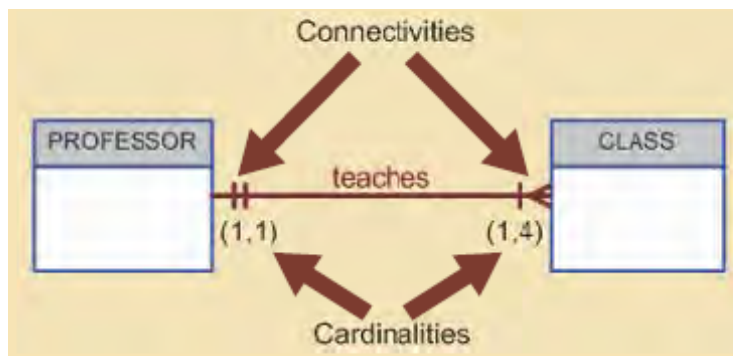 Connectivities
PROFESSOR
CLASS
teaches
(1,1)
(1,4)
Cardinalities